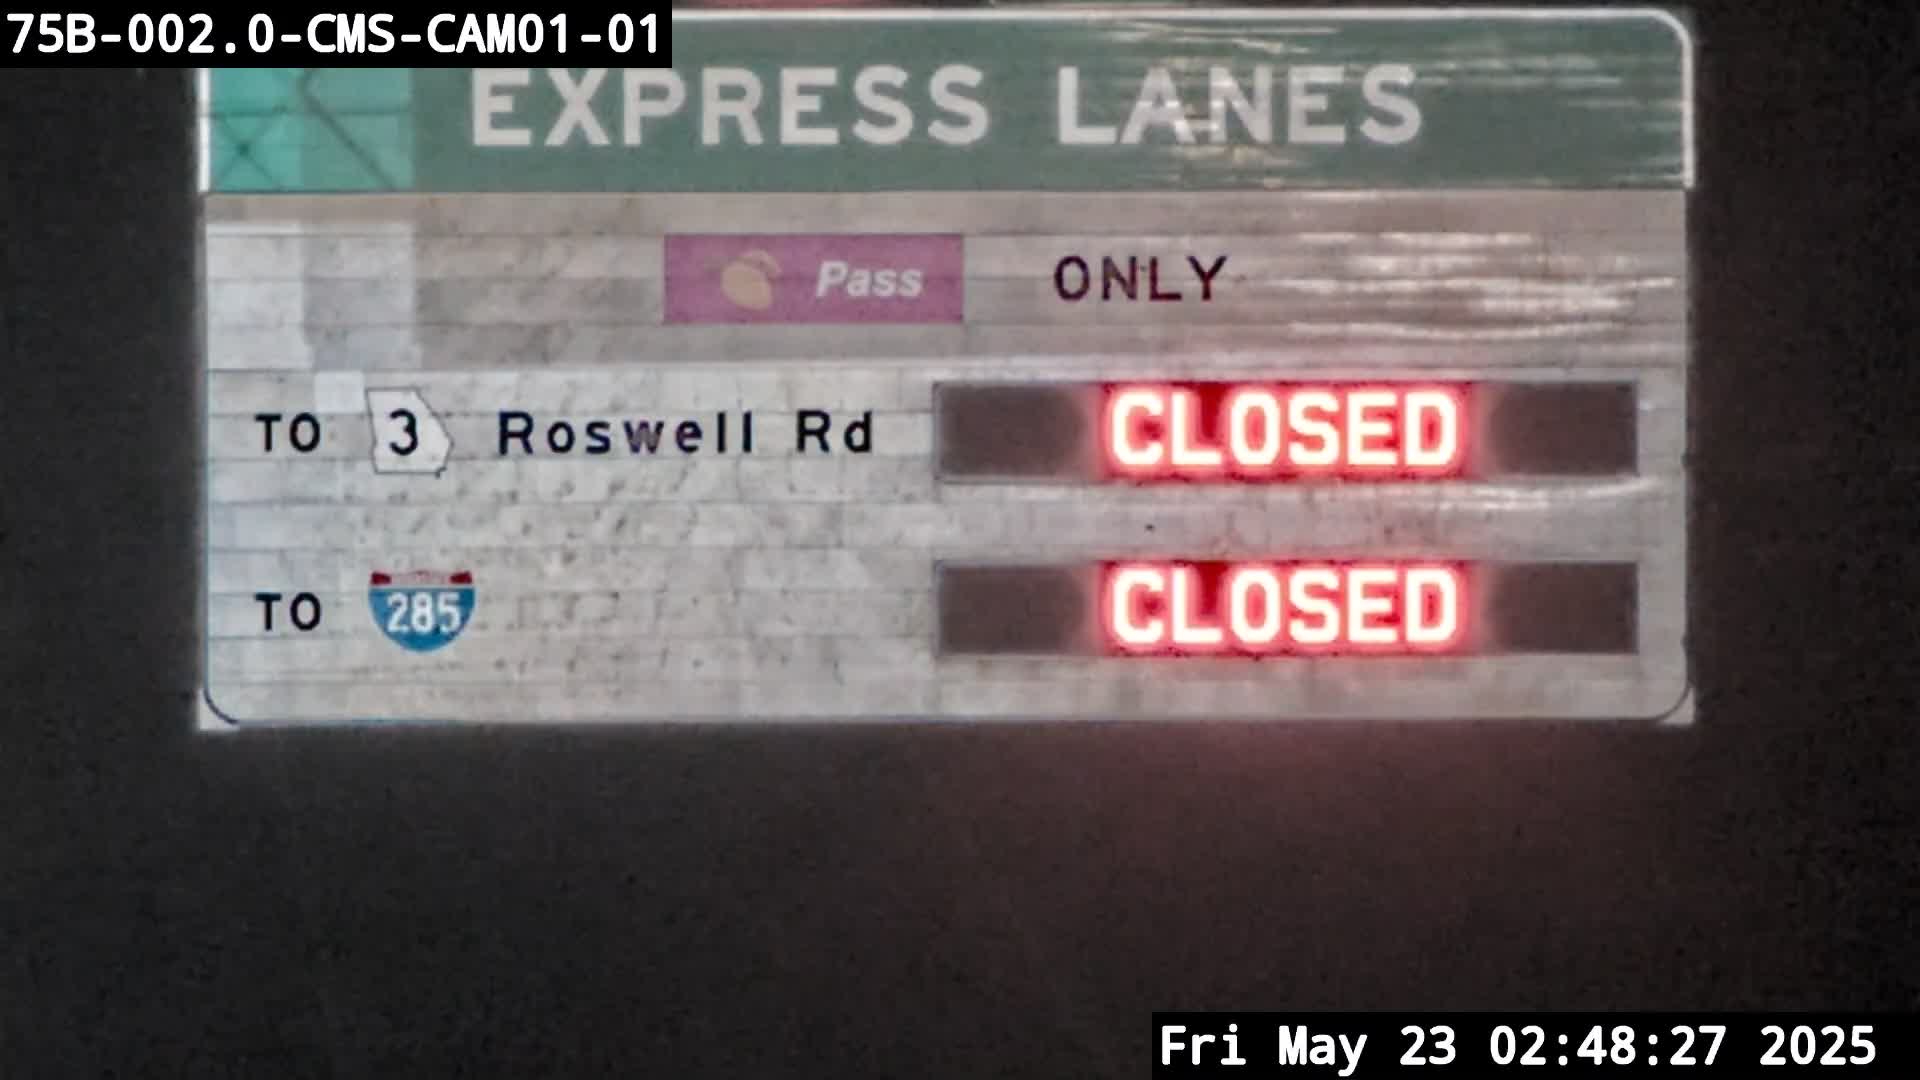 75B-002.0-CMS-CAM01-01
EXPRESS LANES
Pass ONLY
TO 3 Roswell Rd CLOSED
TO 285 CLOSED
Fri May 23 02:48:27 2025